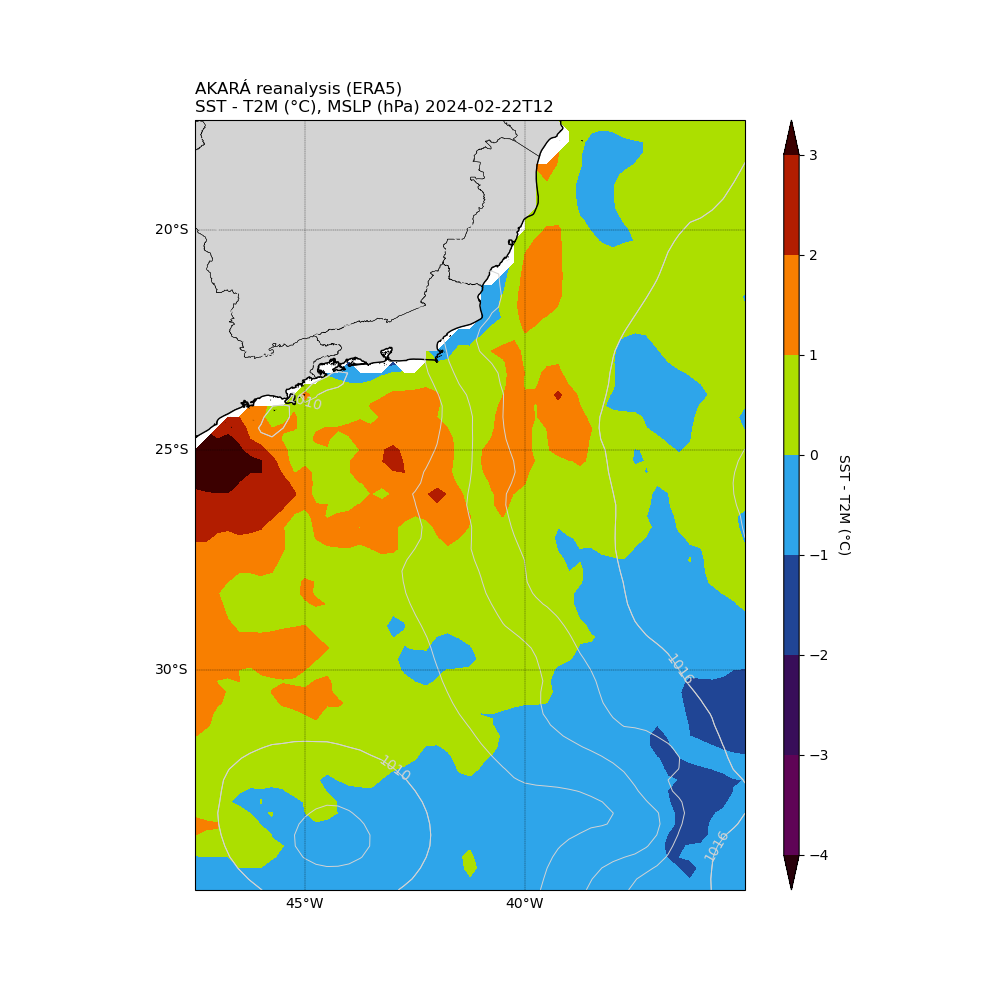 AKARÁ reanalysis (ERA5)
SST - T2M (°C), MSLP (hPa) 2024-02-22T12
20°S
25°S
30°S
45°W
40°W
1010
1010
1016
1016
3
2
1
0
−1
−2
−3
−4
SST - T2M (°C)